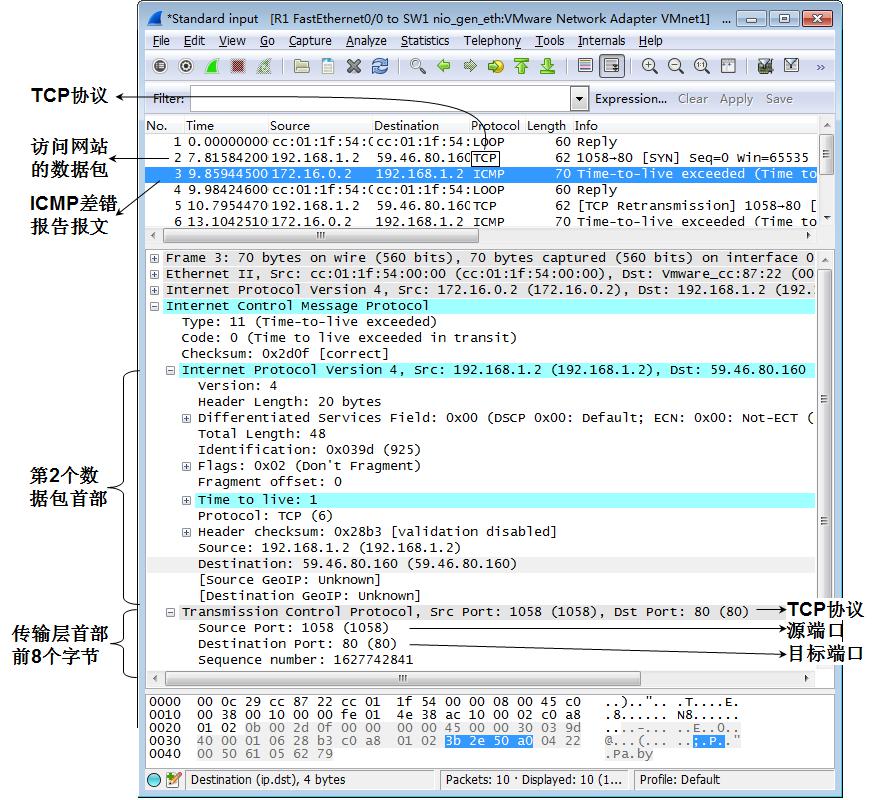 *Standard input   [R1 FastEthernet0/0 to SW1 nio_gen_eth:VMware Network Adapter VMnet1]   ...
File Edit View Go Capture Analyze Statistics Telephony Tools Internals Help
Filter: Expression... Clear Apply Save
TCP协议
No. Time Source Destination Protocol Length Info
1 0.00000000 cc:01:1f:54:0 cc:01:1f:54: LOOP 60 Reply
访问网站
的数据包
2 7.81584200 192.168.1.2 59.46.80.160 TCP 62 1058→80 [SYN] Seq=0 Win=65535
3 9.85944500 172.16.0.2 192.168.1.2 ICMP 70 Time-to-live exceeded (Time to
4 9.98424600 cc:01:1f:54:0 cc:01:1f:54: LOOP 60 Reply
ICMP差错
报告报文
5 10.7954470 192.168.1.2 59.46.80.160 TCP 62 [TCP Retransmission] 1058→80 [
6 13.1042510 172.16.0.2 192.168.1.2 ICMP 70 Time-to-live exceeded (Time to
Frame 3: 70 bytes on wire (560 bits), 70 bytes captured (560 bits) on interface 0
Ethernet II, Src: cc:01:1f:54:00:00 (cc:01:1f:54:00:00), Dst: Vmware_cc:87:22 (00
Internet Protocol Version 4, Src: 172.16.0.2 (172.16.0.2), Dst: 192.168.1.2 (192.
Internet Control Message Protocol
Type: 11 (Time-to-live exceeded)
Code: 0 (Time to live exceeded in transit)
Checksum: 0x2d0f [correct]
Internet Protocol Version 4, Src: 192.168.1.2 (192.168.1.2), Dst: 59.46.80.160
Version: 4
Header Length: 20 bytes
Differentiated Services Field: 0x00 (DSCP 0x00: Default; ECN: 0x00: Not-ECT (
Total Length: 48
Identification: 0x039d (925)
Flags: 0x02 (Don't Fragment)
Fragment offset: 0
第2个数
据包首部
Time to live: 1
Protocol: TCP (6)
Header checksum: 0x28b3 [validation disabled]
Source: 192.168.1.2 (192.168.1.2)
Destination: 59.46.80.160 (59.46.80.160)
[Source GeoIP: Unknown]
[Destination GeoIP: Unknown]
Transmission Control Protocol, Src Port: 1058 (1058), Dst Port: 80 (80)
TCP协议
传输层首部
前8个字节
Source Port: 1058 (1058)
源端口
Destination Port: 80 (80)
目标端口
Sequence number: 1627742841
0000 00 0c 29 cc 87 22 cc 01 1f 54 00 00 08 00 45 c0 ..).."...T....E.
0010 00 38 00 10 00 00 fe 01 4e 38 ac 10 00 02 c0 a8 .8......N8......
0020 01 02 0b 00 2d 0f 00 00 00 00 45 00 00 30 03 9d ....-.....E..0..
0030 40 00 01 06 28 b3 c0 a8 01 02 3b 2e 50 a0 04 22 @...(.....;.P.."
0040 00 50 61 05 62 79 .Pa.by
Destination (ip.dst), 4 bytes Packets: 10 · Displayed: 10 (1... Profile: Default